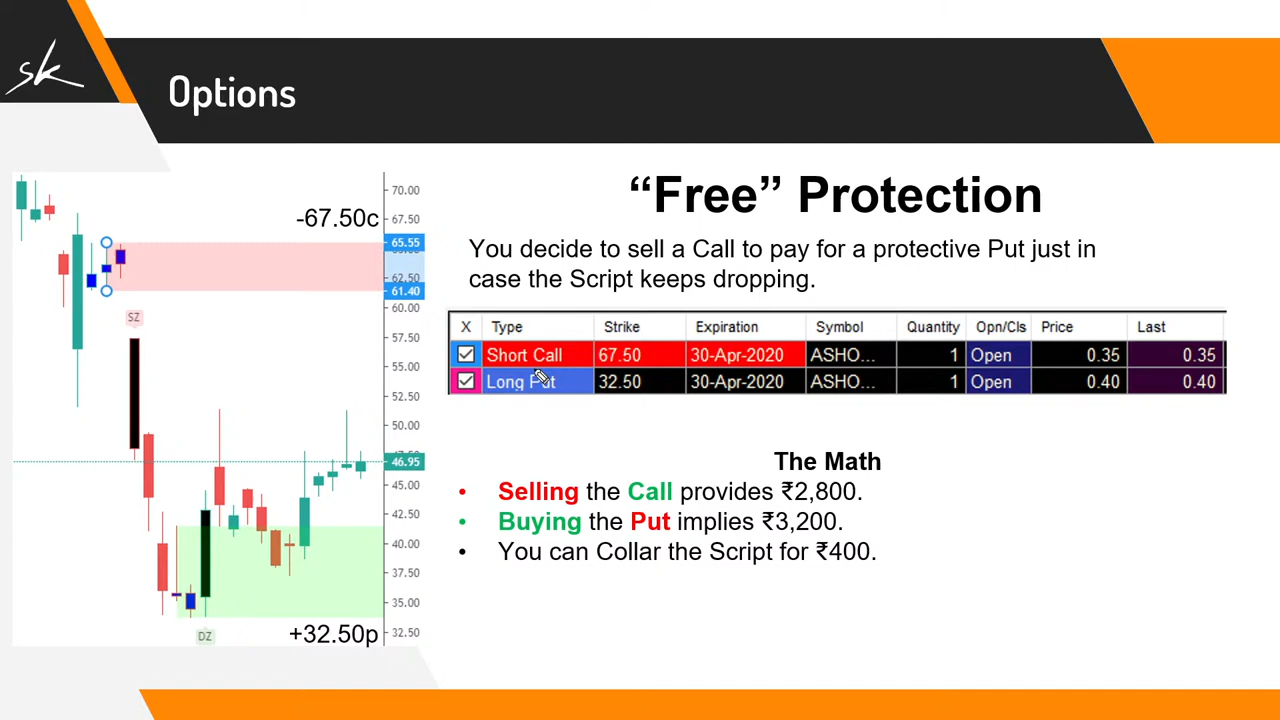 sk
Options
-67.50c
70.00
67.50
65.55
62.50
61.40
60.00
57.50
55.00
52.50
50.00
46.95
45.00
42.50
40.00
37.50
35.00
32.50
SZ
DZ
+32.50p
“Free” Protection
You decide to sell a Call to pay for a protective Put just in
case the Script keeps dropping.
X Type Strike Expiration Symbol Quantity Opn/Cls Price Last
Short Call 67.50 30-Apr-2020 ASHO... 1 Open 0.35 0.35
Long Put 32.50 30-Apr-2020 ASHO... 1 Open 0.40 0.40
The Math
• Selling the Call provides ₹2,800.
• Buying the Put implies ₹3,200.
• You can Collar the Script for ₹400.